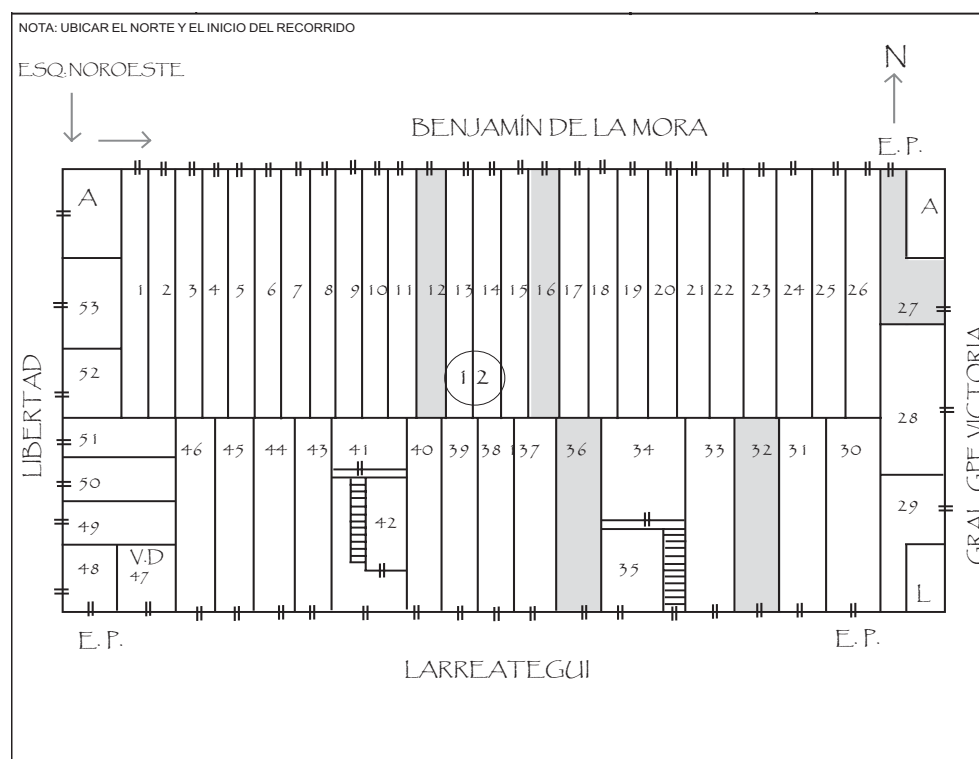 NOTA: UBICAR EL NORTE Y EL INICIO DEL RECORRIDO
ESQ. NOROESTE
N
BENJAMÍN DE LA MORA
E. P.
A
A
1 2 3 4 5 6 7 8 9 10 11 12 13 14 15 16 17 18 19 20 21 22 23 24 25 26
27
53
12
52
LIBERTAD
GRAL. GPE VICTORIA
28
51
46 45 44 43 41 40 39 38 37 36 34 33 32 31 30
50
29
49
42
V.D
48
47
35
L
E. P.
E. P.
LARREATEGUI